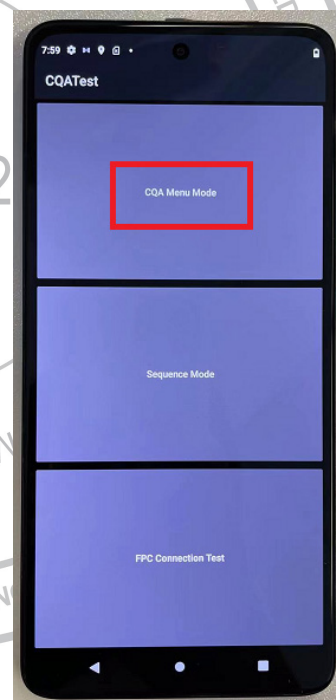 7:59
CQATest
CQA Menu Mode
Sequence Mode
FPC Connection Test